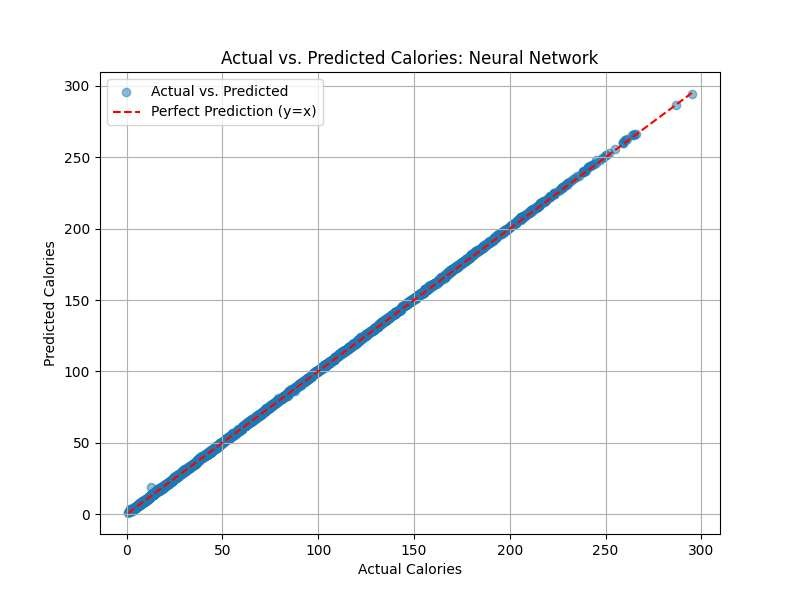 Actual vs. Predicted Calories: Neural Network
Actual vs. Predicted
Perfect Prediction (y=x)
Predicted Calories
300
250
200
150
100
50
0
0 50 100 150 200 250 300
Actual Calories